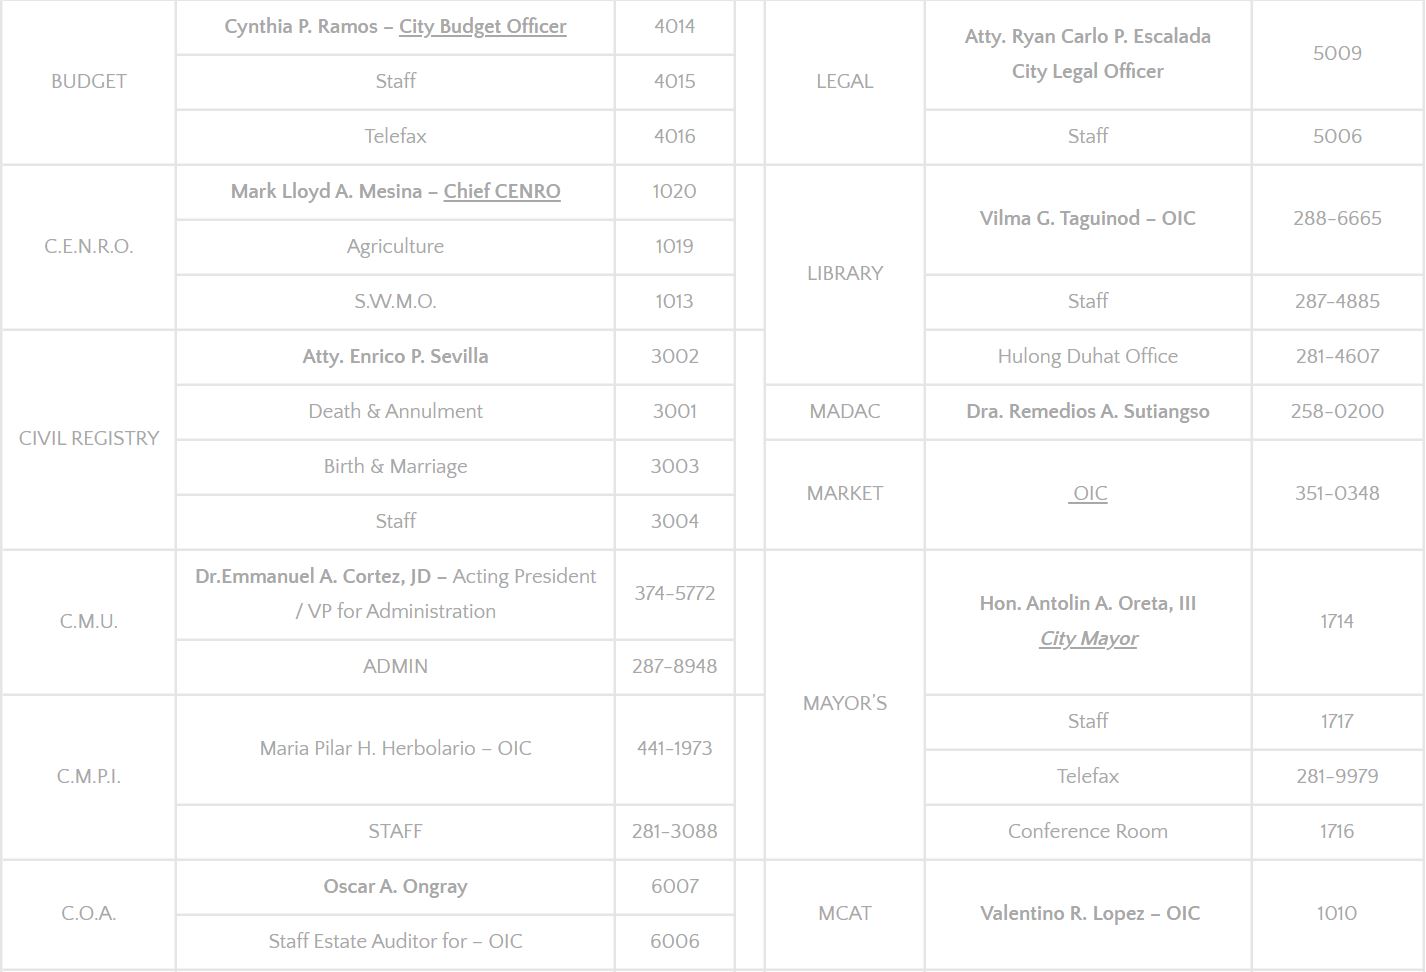 BUDGET
Cynthia P. Ramos – City Budget Officer
4014
Staff
4015
Telefax
4016
C.E.N.R.O.
Mark Lloyd A. Mesina – Chief CENRO
1020
Agriculture
1019
S.W.M.O.
1013
CIVIL REGISTRY
Atty. Enrico P. Sevilla
3002
Death & Annulment
3001
Birth & Marriage
3003
Staff
3004
C.M.U.
Dr.Emmanuel A. Cortez, JD – Acting President
/ VP for Administration
374-5772
ADMIN
287-8948
C.M.P.I.
Maria Pilar H. Herbolario – OIC
441-1973
STAFF
281-3088
C.O.A.
Oscar A. Ongray
6007
Staff Estate Auditor for – OIC
6006
LEGAL
Atty. Ryan Carlo P. Escalada
City Legal Officer
5009
Staff
5006
LIBRARY
Vilma G. Taguinod – OIC
288-6665
Staff
287-4885
Hulong Duhat Office
281-4607
MADAC
Dra. Remedios A. Sutiangso
258-0200
MARKET
OIC
351-0348
MAYOR’S
Hon. Antolin A. Oreta, III
City Mayor
1714
Staff
1717
Telefax
281-9979
Conference Room
1716
MCAT
Valentino R. Lopez – OIC
1010